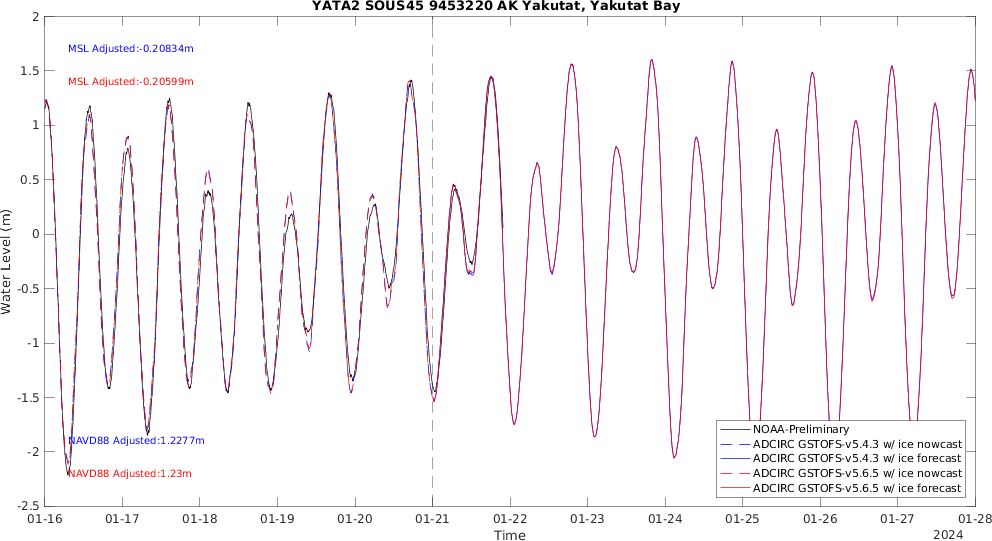 YATA2 SOUS45 9453220 AK Yakutat, Yakutat Bay
2
1.5
1
0.5
0
-0.5
-1
-1.5
-2
-2.5
Water Level (m)
MSL Adjusted:-0.20834m
MSL Adjusted:-0.20599m
NAVD88 Adjusted:1.2277m
NAVD88 Adjusted:1.23m
NOAA-Preliminary
ADCIRC GSTOFS-v5.4.3 w/ ice nowcast
ADCIRC GSTOFS-v5.4.3 w/ ice forecast
ADCIRC GSTOFS-v5.6.5 w/ ice nowcast
ADCIRC GSTOFS-v5.6.5 w/ ice forecast
01-16 01-17 01-18 01-19 01-20 01-21 01-22 01-23 01-24 01-25 01-26 01-27 01-28
Time
2024